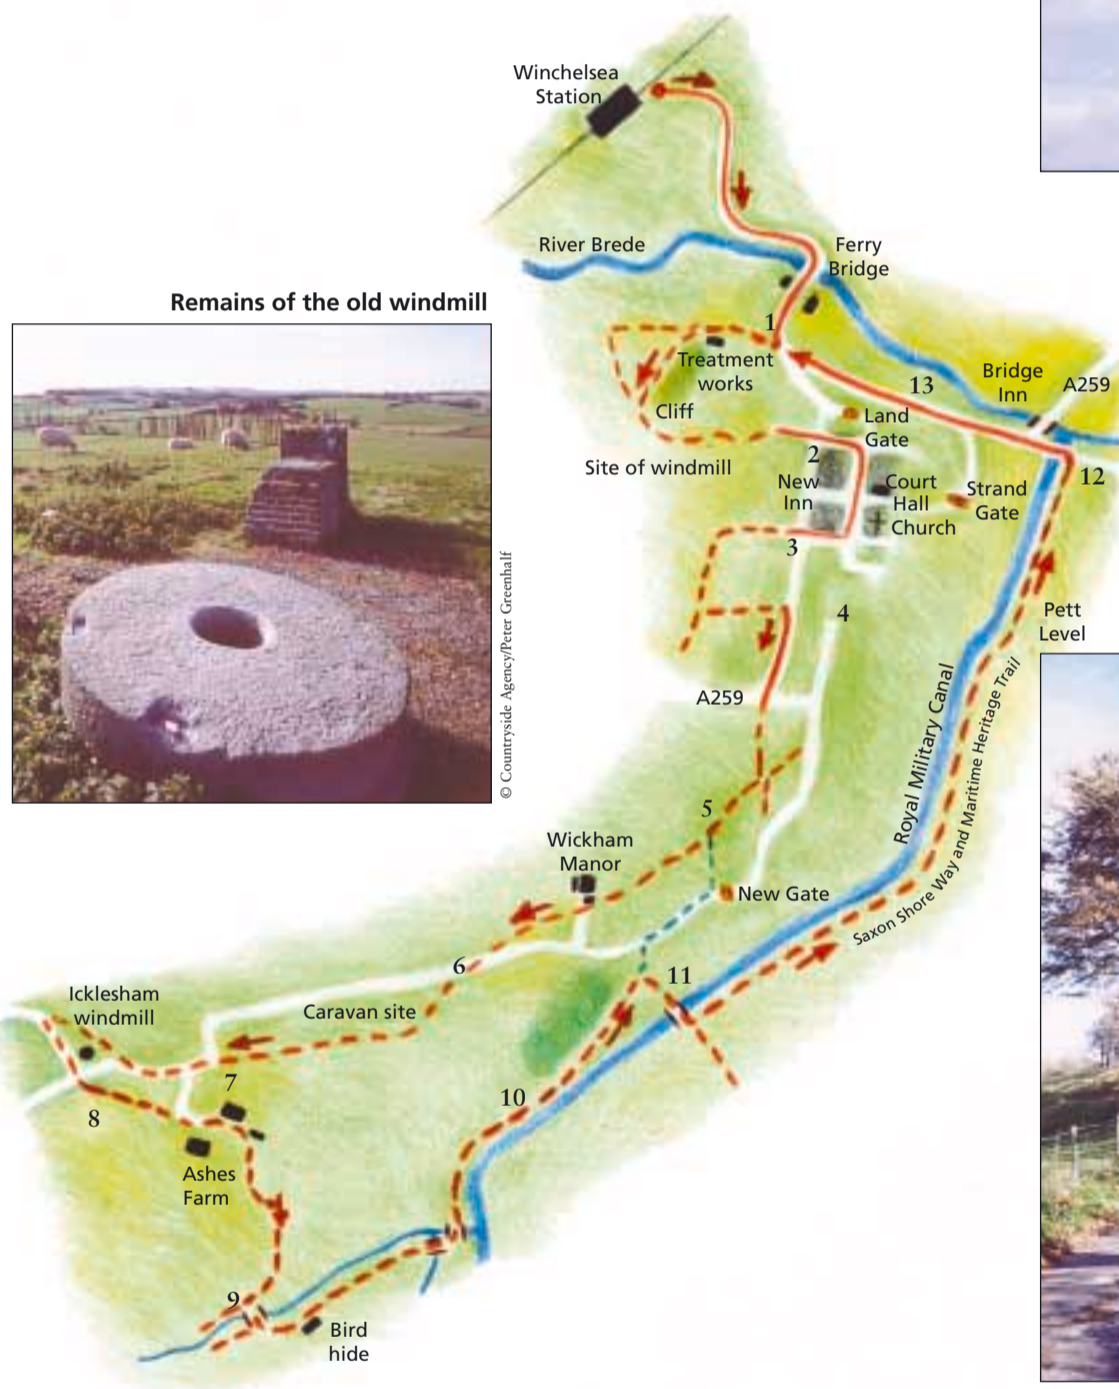 Winchelsea
Station
River Brede
Ferry
Bridge
Remains of the old windmill
1
Treatment
works
Cliff
13
Bridge
Inn
A259
Land
Gate
2
Site of windmill
New
Inn
Court
Hall
Church
Strand
Gate
12
3
4
Pett
Level
A259
© Countryside Agency/Peter Greenhalf
Royal Military Canal
Saxon Shore Way and Maritime Heritage Trail
5
Wickham
Manor
New Gate
6
11
Icklesham
windmill
Caravan site
7
8
10
Ashes
Farm
9
Bird
hide